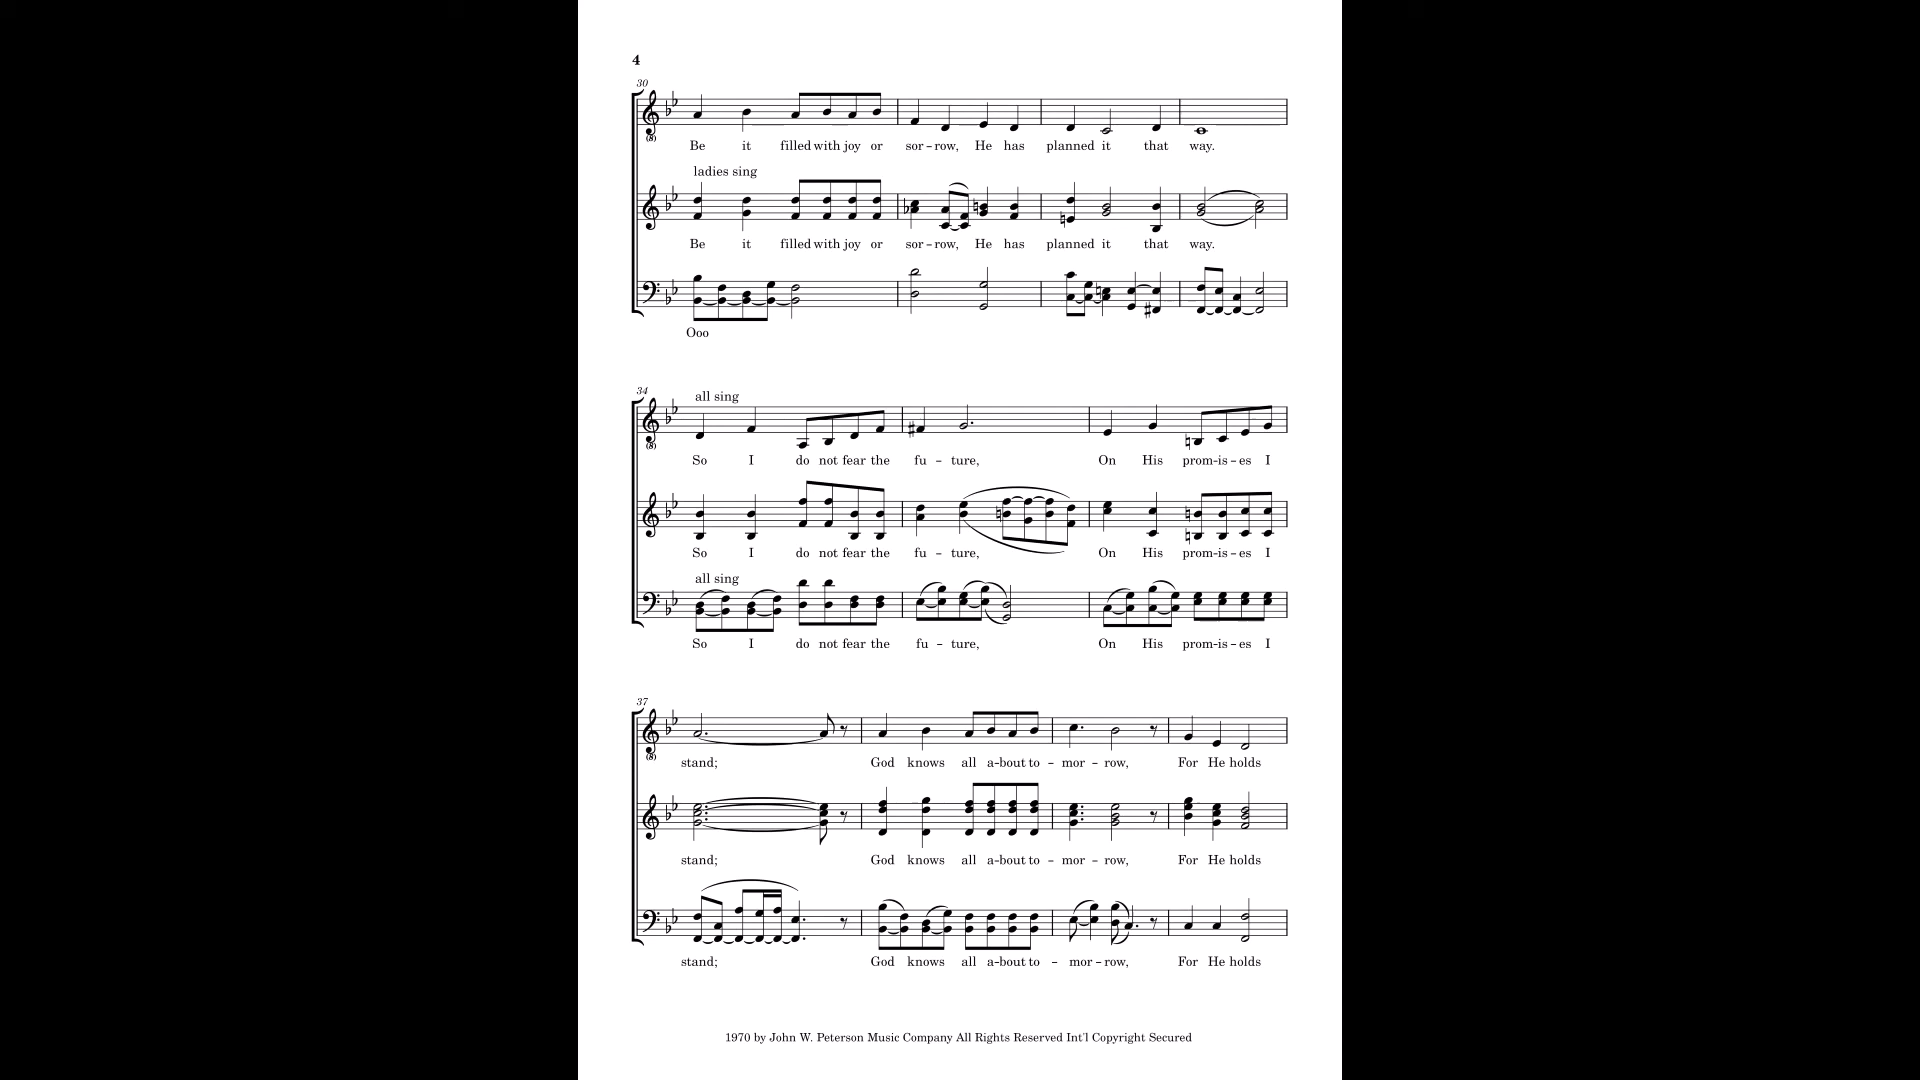 4
30
(8)
Be it filled with joy or sor – row, He has planned it that way.
ladies sing
Be it filled with joy or sor – row, He has planned it that way.
Ooo
34
all sing
(8)
So I do not fear the fu – ture, On His prom-is – es I
So I do not fear the fu – ture, On His prom-is – es I
all sing
So I do not fear the fu – ture, On His prom-is – es I
37
(8)
stand; God knows all a-bout to – mor – row, For He holds
stand; God knows all a-bout to – mor – row, For He holds
stand; God knows all a-bout to – mor – row, For He holds
1970 by John W. Peterson Music Company All Rights Reserved Int'l Copyright Secured